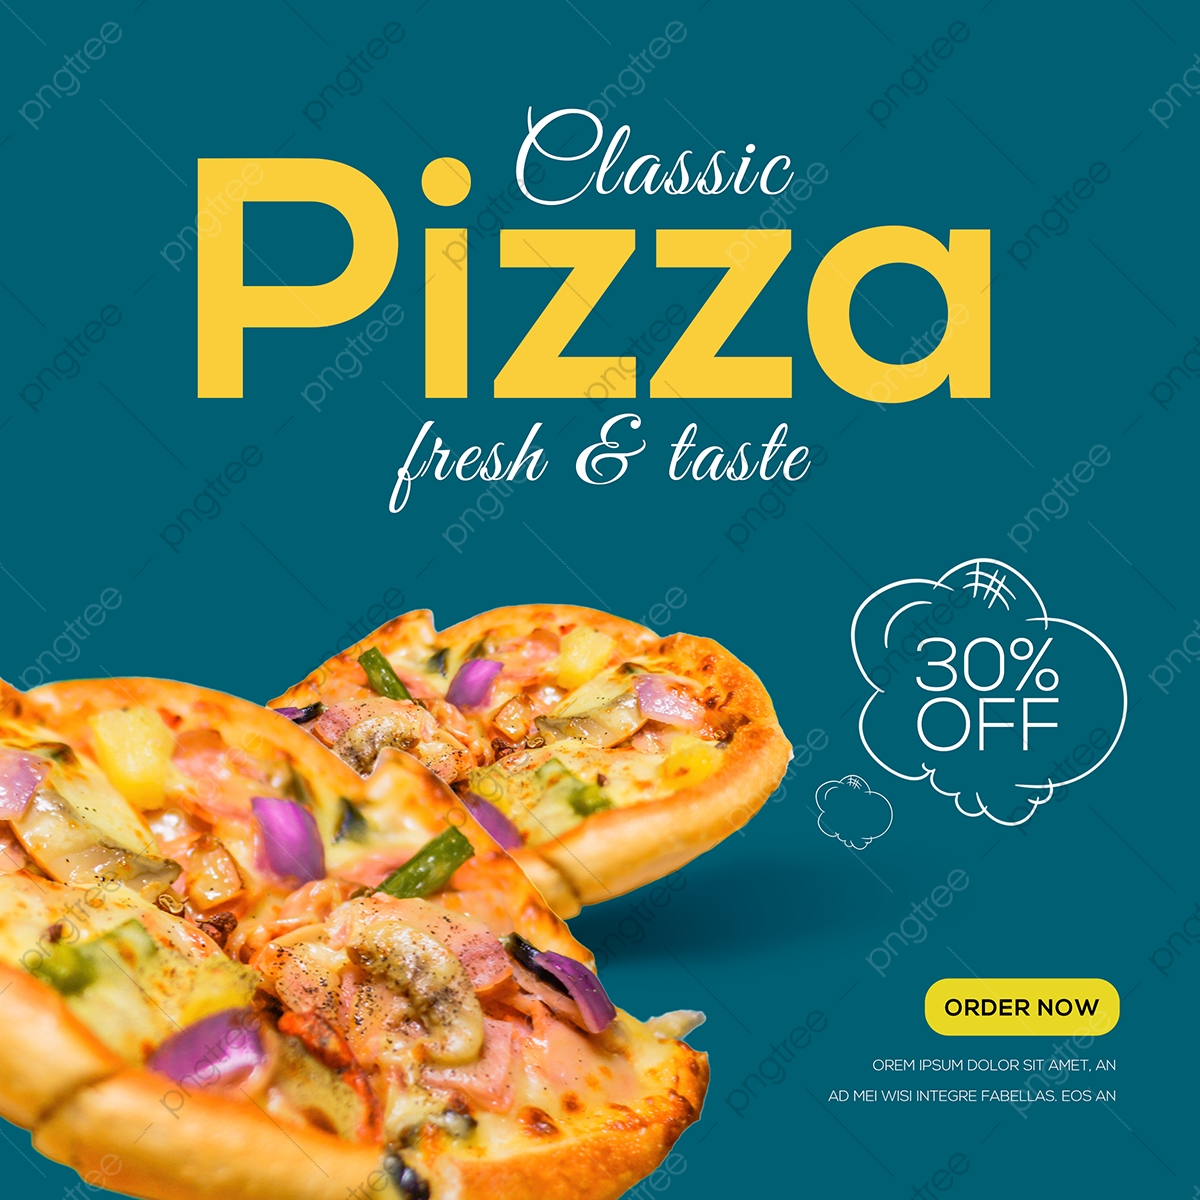 Classic
Pizza
fresh & taste
30%
OFF
ORDER NOW
OREM IPSUM DOLOR SIT AMET, AN
AD MEI WISI INTEGRE FABELLAS. EOS AN
pngtree